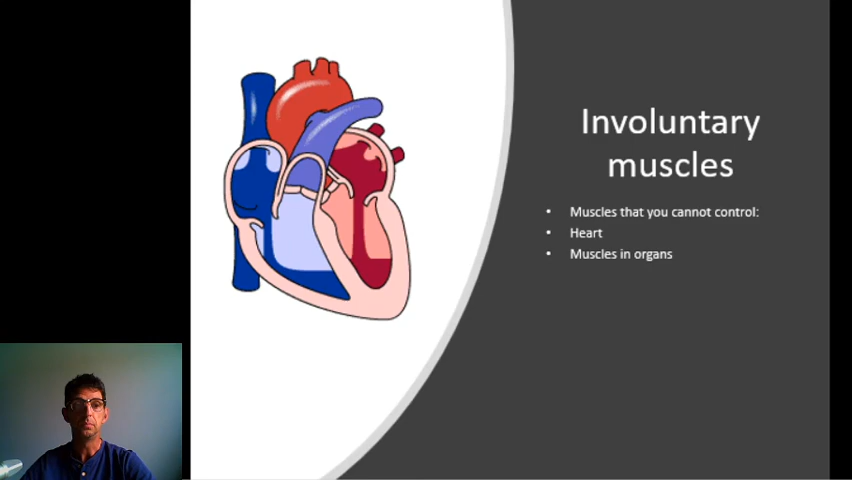 Involuntary
muscles
• Muscles that you cannot control:
• Heart
• Muscles in organs